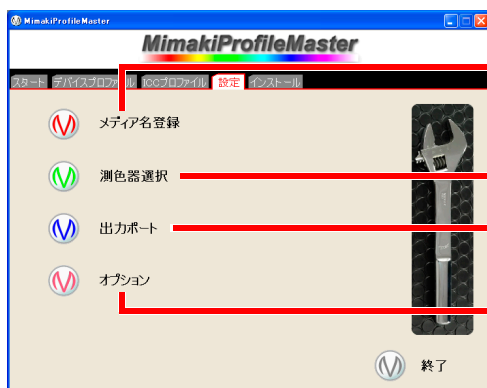 MimakiProfileMaster
MimakiProfileMaster
スタート デバイスプロファイル ICCプロファイル 設定 インストール
メディア名登録
測色器選択
出力ポート
オプション
終了